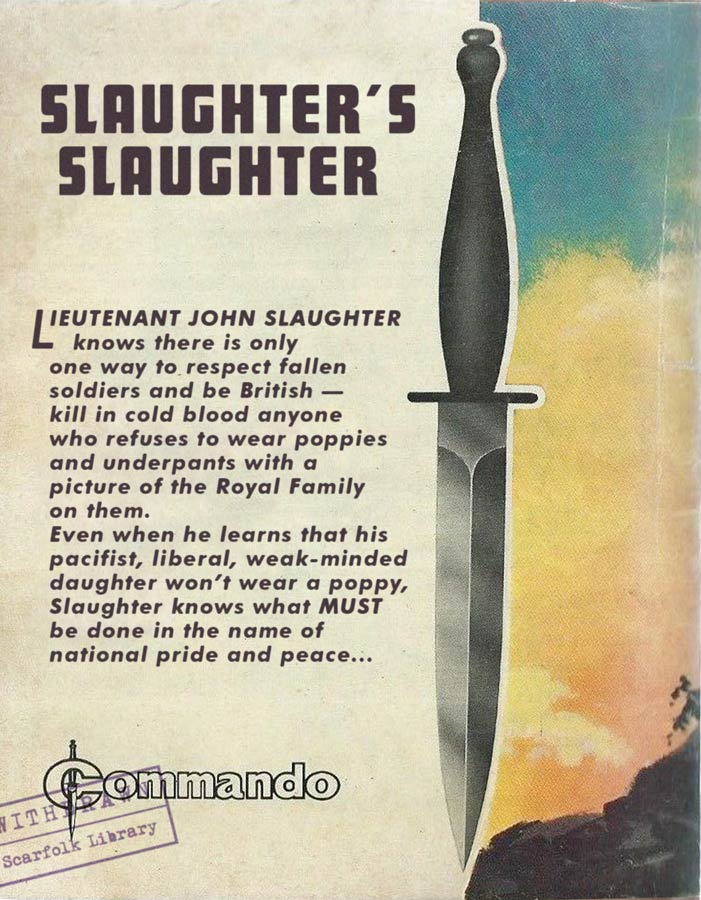 SLAUGHTER'S
SLAUGHTER
LIEUTENANT JOHN SLAUGHTER
knows there is only
one way to respect fallen
soldiers and be British —
kill in cold blood anyone
who refuses to wear poppies
and underpants with a
picture of the Royal Family
on them.
Even when he learns that his
pacifist, liberal, weak-minded
daughter won't wear a poppy,
Slaughter knows what MUST
be done in the name of
national pride and peace...
Commando
WITHDRAWN
Scarfolk Library